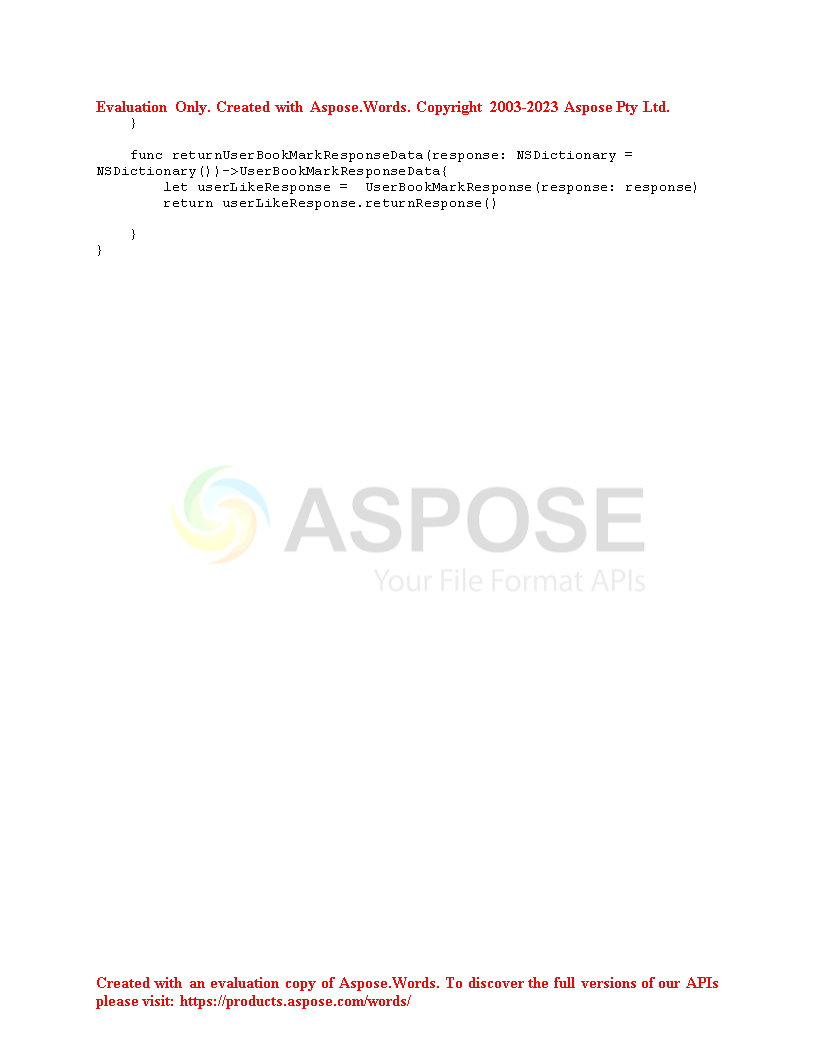 Evaluation Only. Created with Aspose.Words. Copyright 2003-2023 Aspose Pty Ltd.
    }

    func returnUserBookMarkResponseData(response: NSDictionary =
NSDictionary())->UserBookMarkResponseData{
        let userLikeResponse =  UserBookMarkResponse(response: response)
        return userLikeResponse.returnResponse()

    }
}
ASPOSE
Your File Format APIs
Created with an evaluation copy of Aspose.Words. To discover the full versions of our APIs
please visit: https://products.aspose.com/words/